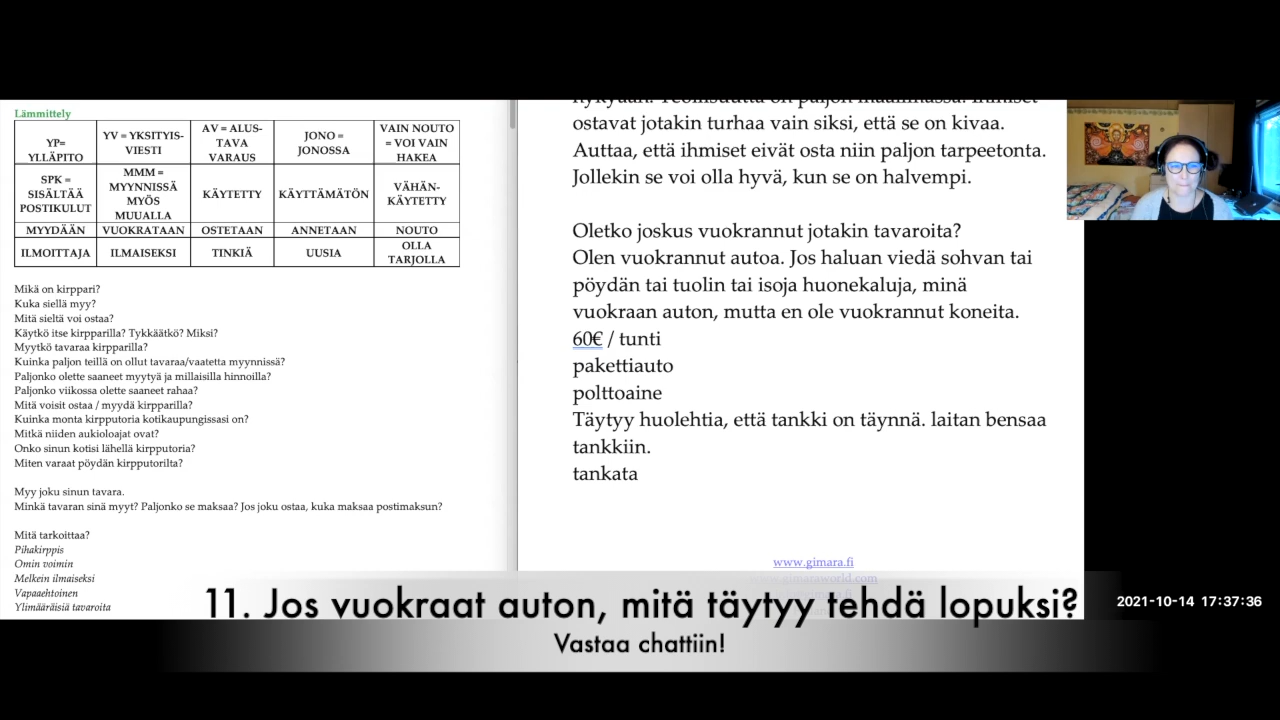 Lämmittely
YP= YLLÄPITO
YV = YKSITYIS-VIESTI
AV = ALUS-TAVA VARAUS
JONO = JONOSSA
VAIN NOUTO = VOI VAIN HAKEA
SPK = SISÄLTÄÄ POSTIKULUT
MMM = MYYNNISSÄ MYÖS MUUALLA
KÄYTETTY
KÄYTTÄMÄTÖN
VÄHÄN-KÄYTETTY
MYYDÄÄN
VUOKRATAAN
OSTETAAN
ANNETAAN
NOUTO
ILMOITTAJA
ILMAISEKSI
TINKIÄ
UUSIA
OLLA TARJOLLA
Mikä on kirppari?
Kuka siellä myy?
Mitä sieltä voi ostaa?
Käytkö itse kirpparilla? Tykkäätkö? Miksi?
Myytkö tavaraa kirpparilla?
Kuinka paljon teillä on ollut tavaraa/vaatetta myynnissä?
Paljonko olette saaneet myytyä ja millaisilla hinnoilla?
Paljonko viikossa olette saaneet rahaa?
Mitä voisit ostaa / myydä kirpparilla?
Kuinka monta kirpputoria kotikaupungissasi on?
Mitkä niiden aukioloajat ovat?
Onko sinun kotisi lähellä kirpputoria?
Miten varaat pöydän kirpputorilta?
Myy joku sinun tavara.
Minkä tavaran sinä myyt? Paljonko se maksaa? Jos joku ostaa, kuka maksaa postimaksun?
Mitä tarkoittaa?
Pihakirppis
Omin voimin
Melkein ilmaiseksi
Vapaaehtoinen
Ylimääräisiä tavaroita
nykyään. Teollisuutta on paljon maailmassa. Ihmiset
ostavat jotakin turhaa vain siksi, että se on kivaa.
Auttaa, että ihmiset eivät osta niin paljon tarpeetonta.
Jollekin se voi olla hyvä, kun se on halvempi.
Oletko joskus vuokrannut jotakin tavaroita?
Olen vuokrannut autoa. Jos haluan viedä sohvan tai
pöydän tai tuolin tai isoja huonekaluja, minä
vuokraan auton, mutta en ole vuokrannut koneita.
60€ / tunti
pakettiauto
polttoaine
Täytyy huolehtia, että tankki on täynnä. laitan bensaa
tankkiin.
tankata
www.gimara.fi
www.gimaraworld.com
11. Jos vuokraat auton, mitä täytyy tehdä lopuksi?
Vastaa chattiin!
2021-10-14 17:37:36